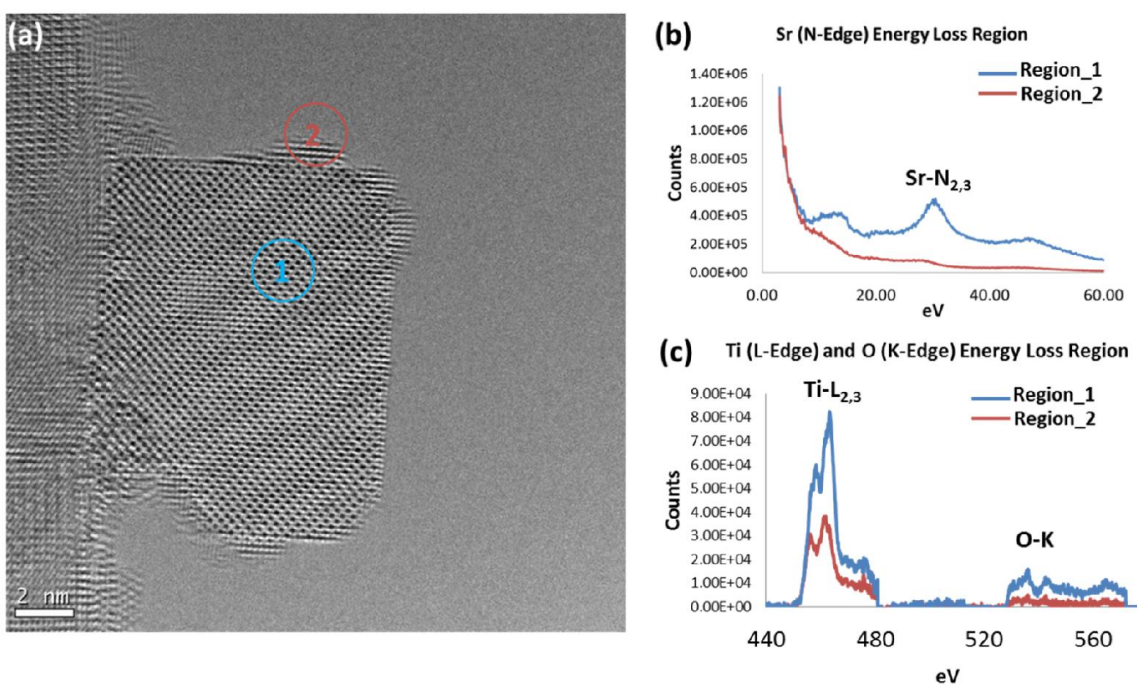 (a)
2
1
2 nm
(b)
Sr (N-Edge) Energy Loss Region
Region_1
Region_2
1.40E+06
1.20E+06
1.00E+06
8.00E+05
6.00E+05
4.00E+05
2.00E+05
0.00E+00
Counts
Sr-N2,3
0.00
20.00
40.00
60.00
eV
(c)
Ti (L-Edge) and O (K-Edge) Energy Loss Region
Region_1
Region_2
9.00E+04
8.00E+04
7.00E+04
6.00E+04
5.00E+04
4.00E+04
3.00E+04
2.00E+04
1.00E+04
0.00E+00
Counts
Ti-L2,3
O-K
440
480
520
560
eV